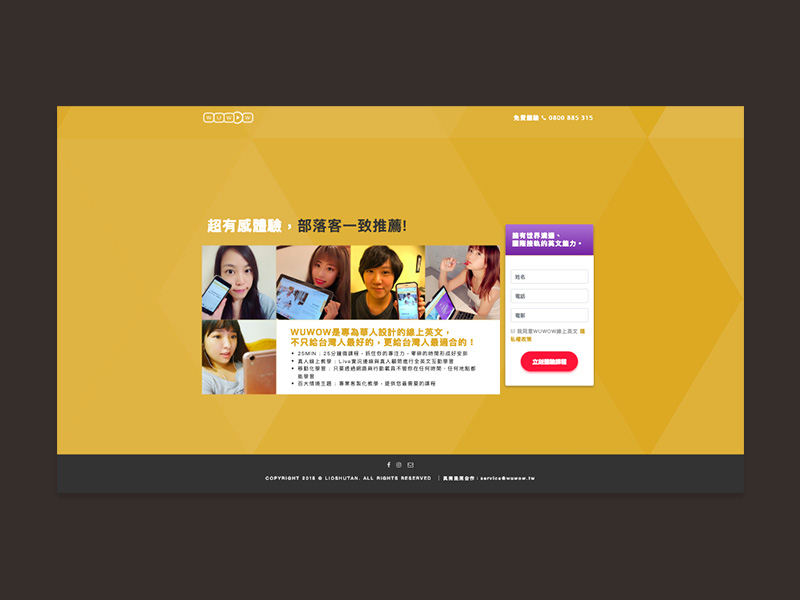 WUWOW
免費體驗 0800 885 315
超有感體驗，部落客一致推薦!
擁有世界溝通、
國際接軌的英文能力。
姓名
電話
電郵
我同意WUWOW線上英文 隱
私權政策
立刻體驗課程
WUWOW是專為華人設計的線上英文，
不只給台灣人最好的，更給台灣人最適合的！
25MIN：25分鐘微課程，抓住你的專注力，零碎的時間形成好安排
真人線上教學：Live實況連線與真人顧問進行全英文互動學習
移動化學習：只要透過網路與行動載具不管你在任何時間、任何地點都
能學習
百大情境主題：專業客製化教學，提供您最需要的課程
COPYRIGHT 2018 @ LIOSHUTAN. ALL RIGHTS RESERVED | 異業合作：service@wuwow.tw